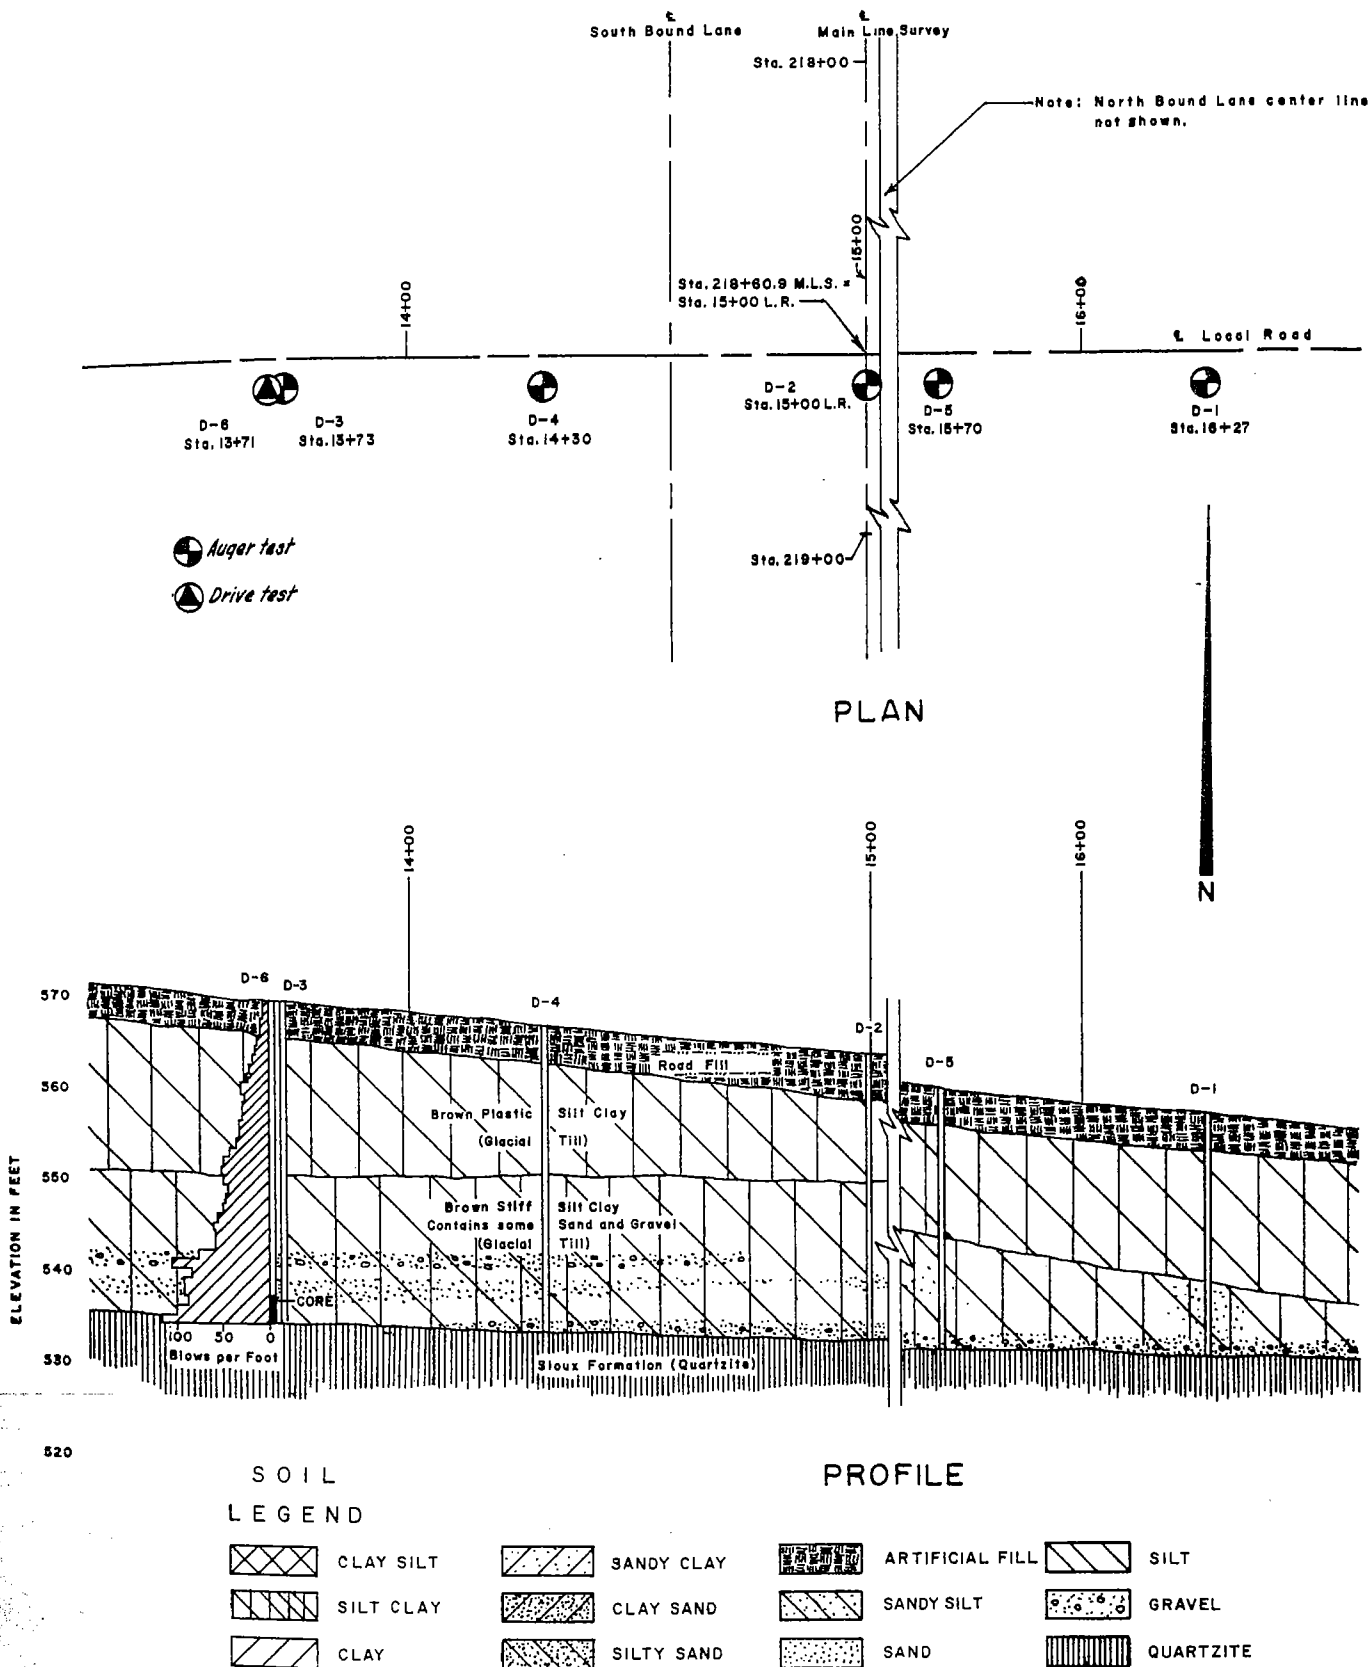 ℄ ℄
South Bound Lane Main Line Survey
Sta. 218+00
Note: North Bound Lane center line
not shown.
15+00
Sta. 218+60.9 M.L.S. =
Sta. 15+00 L.R.
14+00
16+00
℄ Local Road
D-6
Sta. 13+71
D-3
Sta. 13+73
D-4
Sta. 14+30
D-2
Sta. 15+00 L.R.
D-5
Sta. 15+70
D-1
Sta. 16+27
Auger test
Drive test
Sta. 219+00
PLAN
N
14+00
15+00
16+00
D-6
D-3
D-4
D-2
D-5
D-1
ELEVATION IN FEET
570
560
550
540
530
520
Road Fill
Brown Plastic Silt Clay
(Glacial Till)
Brown Stiff Silt Clay
Contains some Sand and Gravel
(Glacial Till)
CORE
100 50 0
Blows per Foot
Sioux Formation (Quartzite)
PROFILE
SOIL
LEGEND
CLAY SILT
SILT CLAY
CLAY
SANDY CLAY
CLAY SAND
SILTY SAND
ARTIFICIAL FILL
SANDY SILT
SAND
SILT
GRAVEL
QUARTZITE